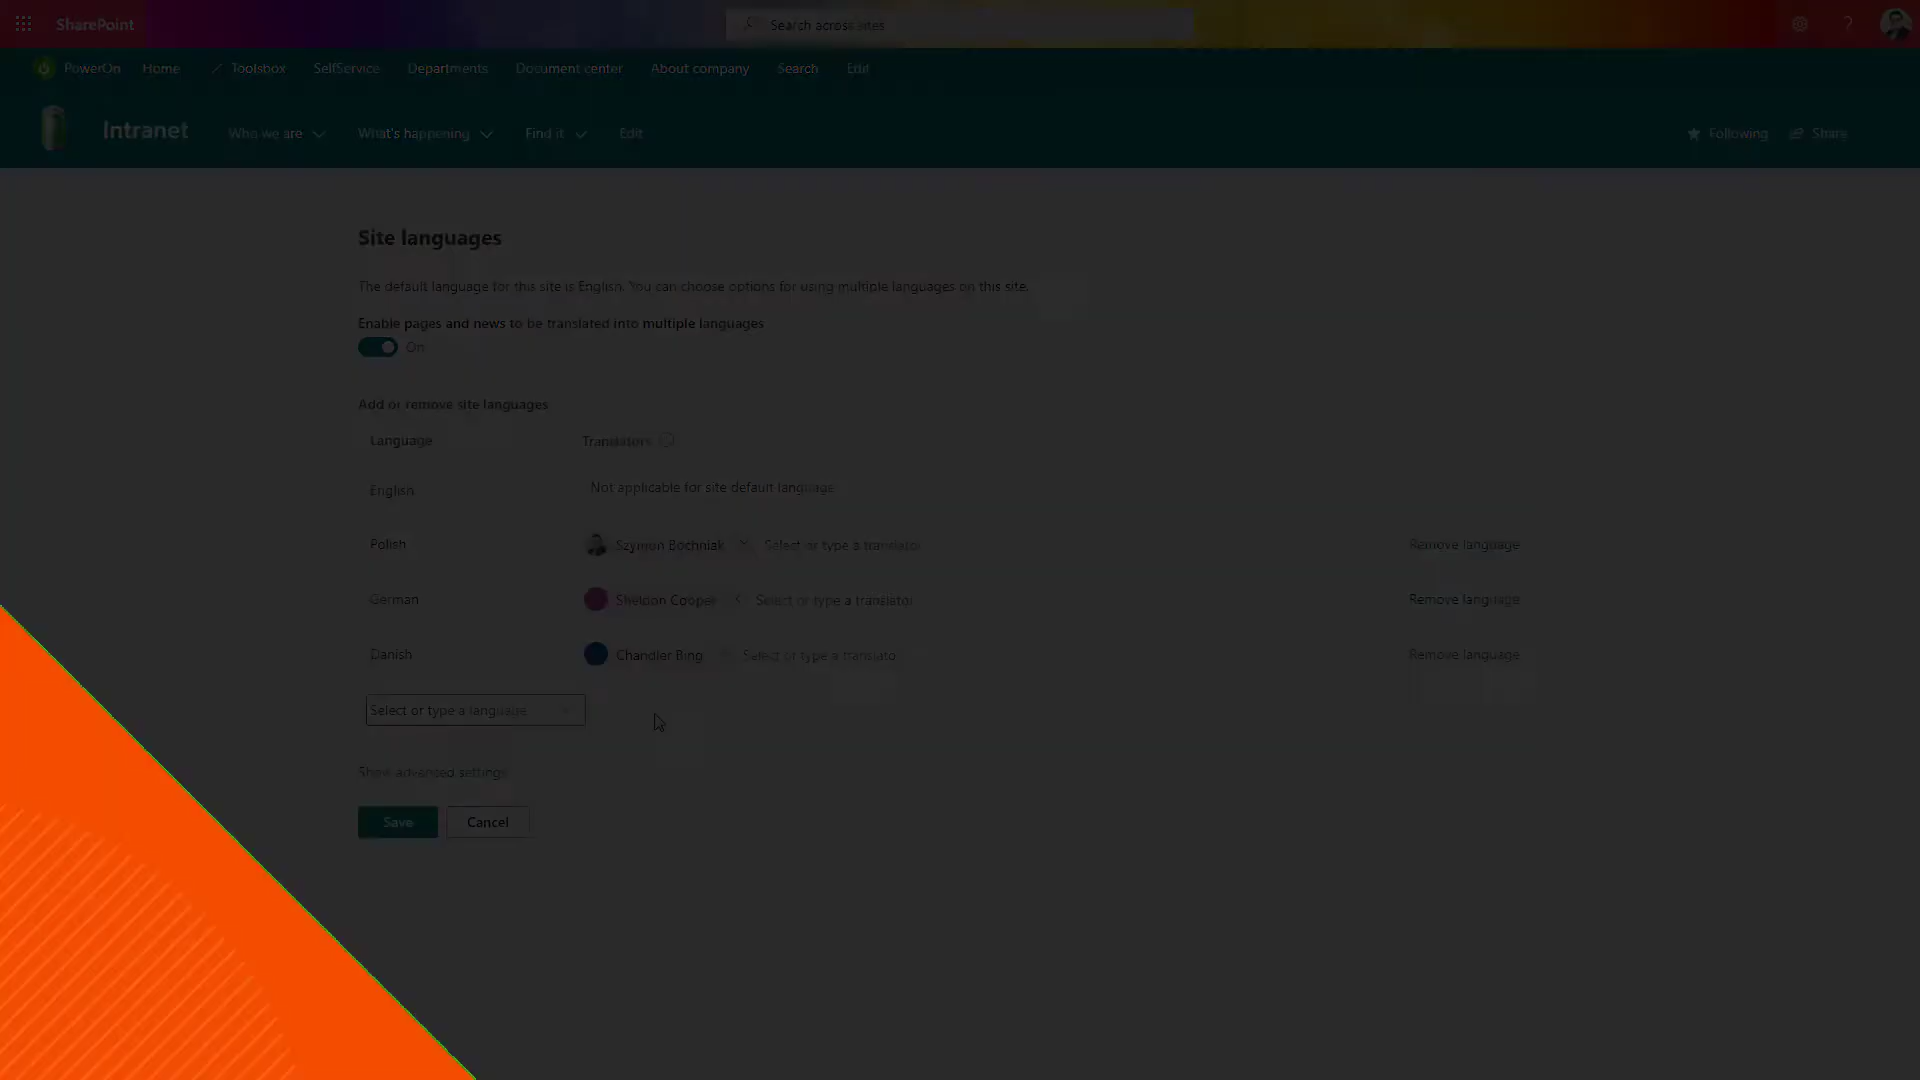 SharePoint
Search across sites
PowerOn Home Toolsbox SelfService Departments Document center About company Search Edit
Intranet Who we are What's happening Find it Edit Following Share
Site languages
The default language for this site is English. You can choose options for using multiple languages on this site.
Enable pages and news to be translated into multiple languages
On
Add or remove site languages
Language Translators
English Not applicable for site default language
Polish Szymon Bochniak Select or type a translator Remove language
German Sheldon Cooper Select or type a translator Remove language
Danish Chandler Bing Select or type a translator Remove language
Select or type a language
Show advanced settings
Save Cancel